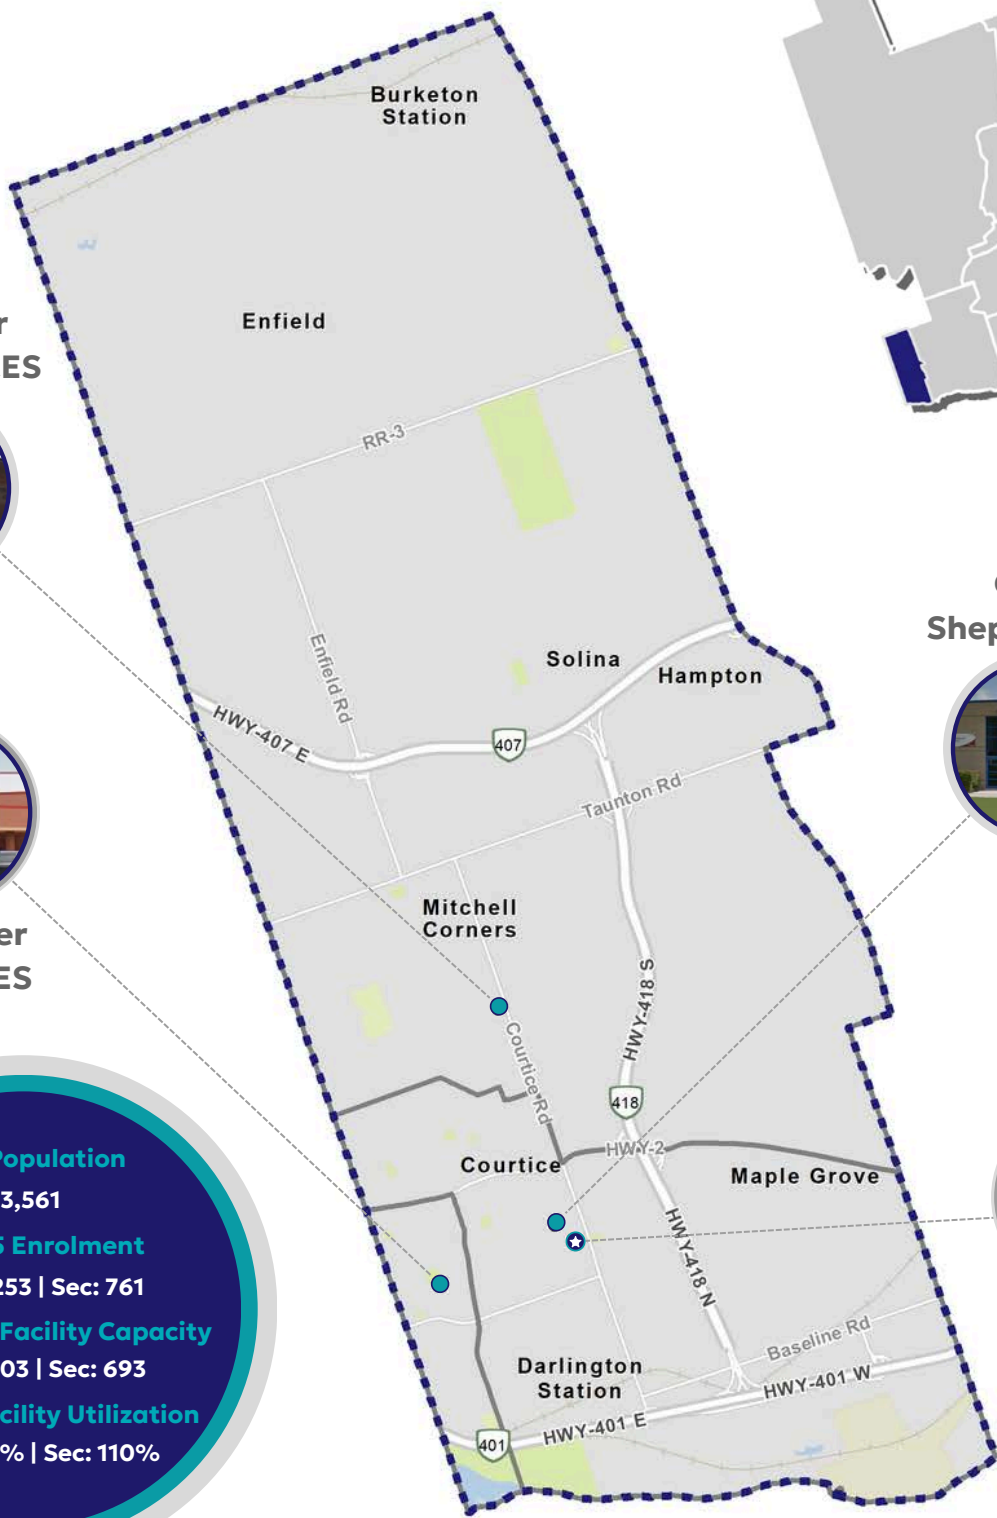 Burketon
Station
Enfield
ES
RR-3
Enfield Rd
Solina
Hampton
HWY-407 E
407
Taunton Rd
Mitchell
Corners
ES
HWY-418 S
Courtice Rd
418
HWY-2
Courtice
Maple Grove
Population
3,561
Enrolment
253 | Sec: 761
Facility Capacity
03 | Sec: 693
Utilization
% | Sec: 110%
HWY-418 N
Baseline Rd
Darlington
Station
HWY-401 W
HWY-401 E
401